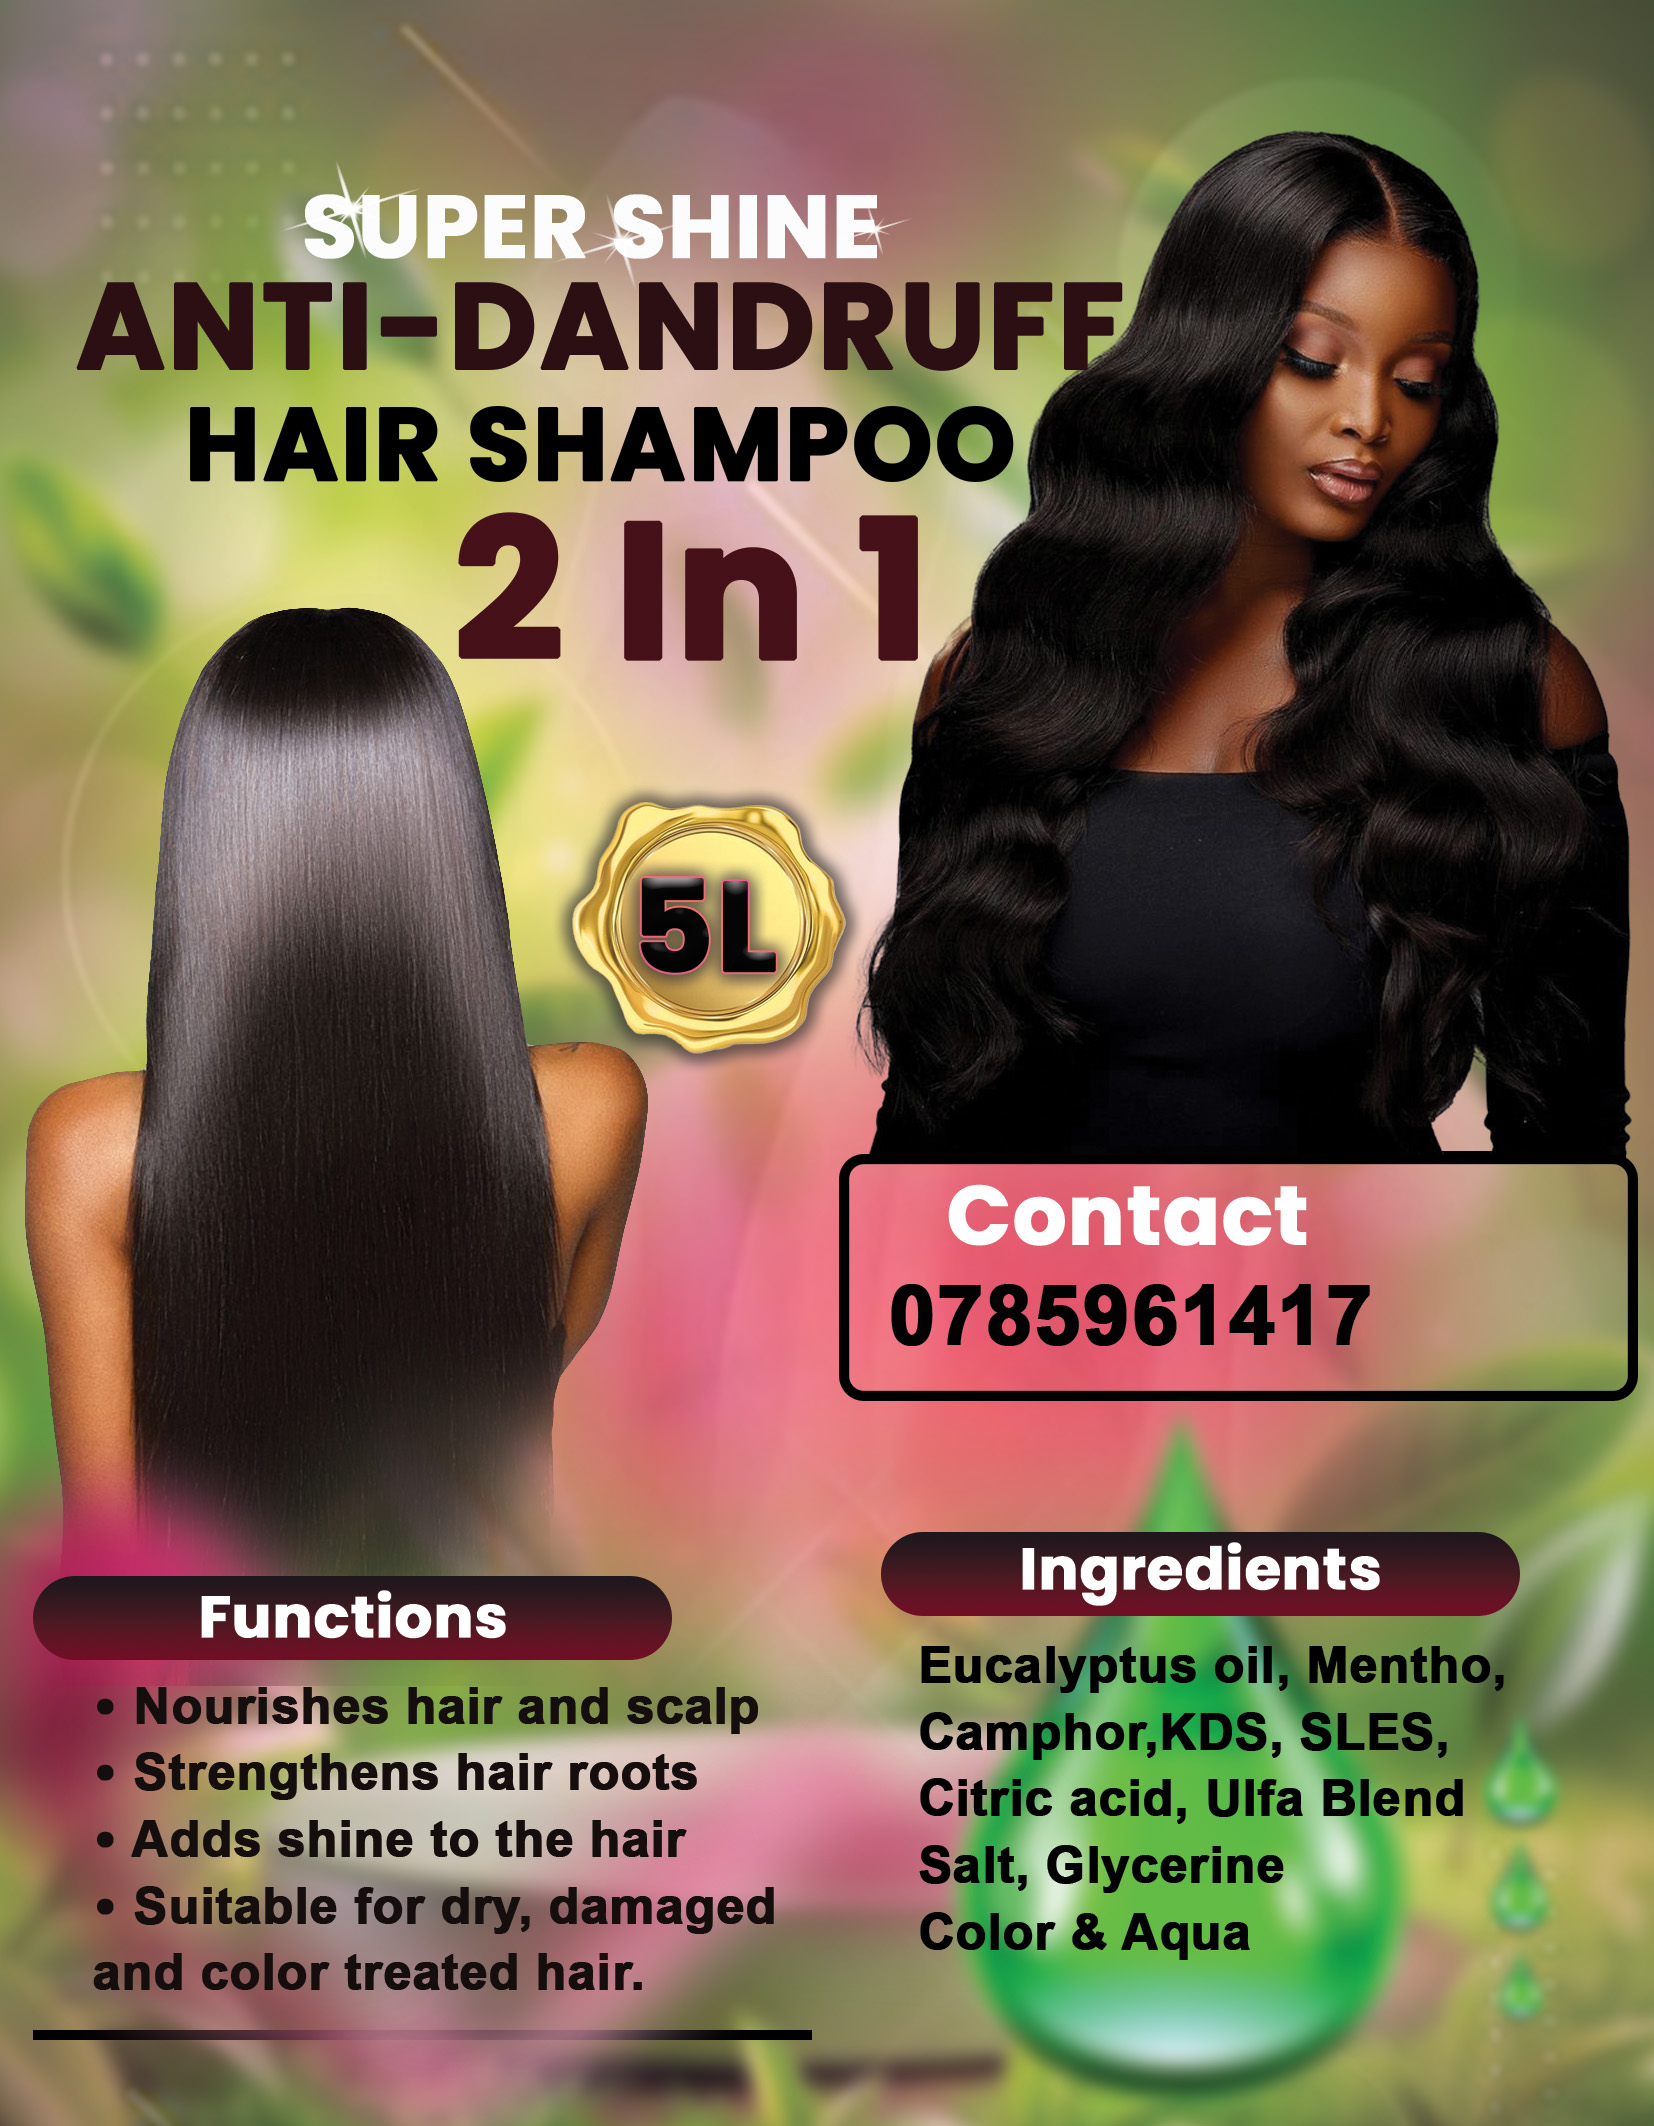 SUPER SHINE
ANTI-DANDRUFF
HAIR SHAMPOO
2 In 1
5L
Contact
0785961417
Functions
• Nourishes hair and scalp
• Strengthens hair roots
• Adds shine to the hair
• Suitable for dry, damaged
and color treated hair.
Ingredients
Eucalyptus oil, Mentho,
Camphor,KDS, SLES,
Citric acid, Ulfa Blend
Salt, Glycerine
Color & Aqua